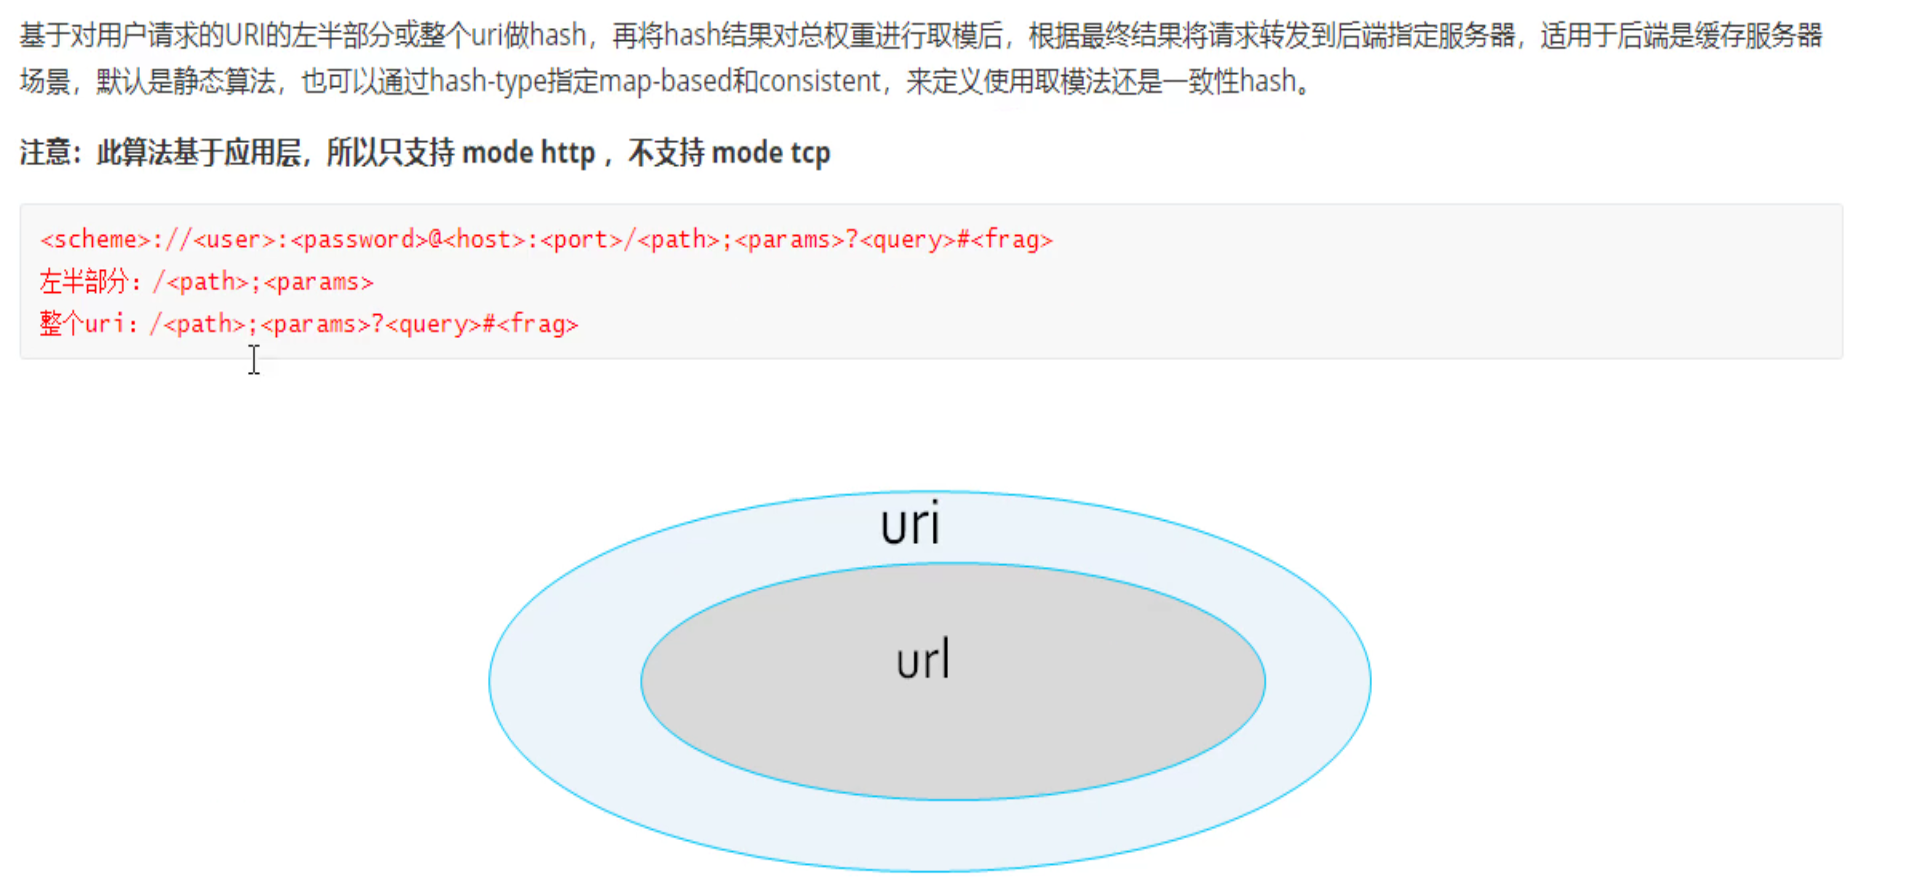 基于对用户请求的URI的左半部分或整个uri做hash，再将hash结果对总权重进行取模后，根据最终结果将请求转发到后端指定服务器，适用于后端是缓存服务器
场景，默认是静态算法，也可以通过hash-type指定map-based和consistent，来定义使用取模法还是一致性hash。
注意：此算法基于应用层，所以只支持 mode http ，不支持 mode tcp
<scheme>://<user>:<password>@<host>:<port>/<path>;<params>?<query>#<frag>
左半部分：/<path>;<params>
整个uri：/<path>;<params>?<query>#<frag>
uri
url